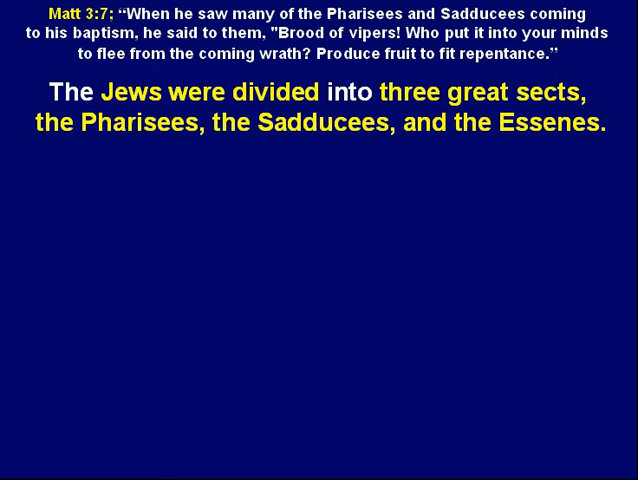 Matt 3:7; “When he saw many of the Pharisees and Sadducees coming
to his baptism, he said to them, "Brood of vipers! Who put it into your minds
to flee from the coming wrath? Produce fruit to fit repentance.”
The Jews were divided into three great sects,
the Pharisees, the Sadducees, and the Essenes.